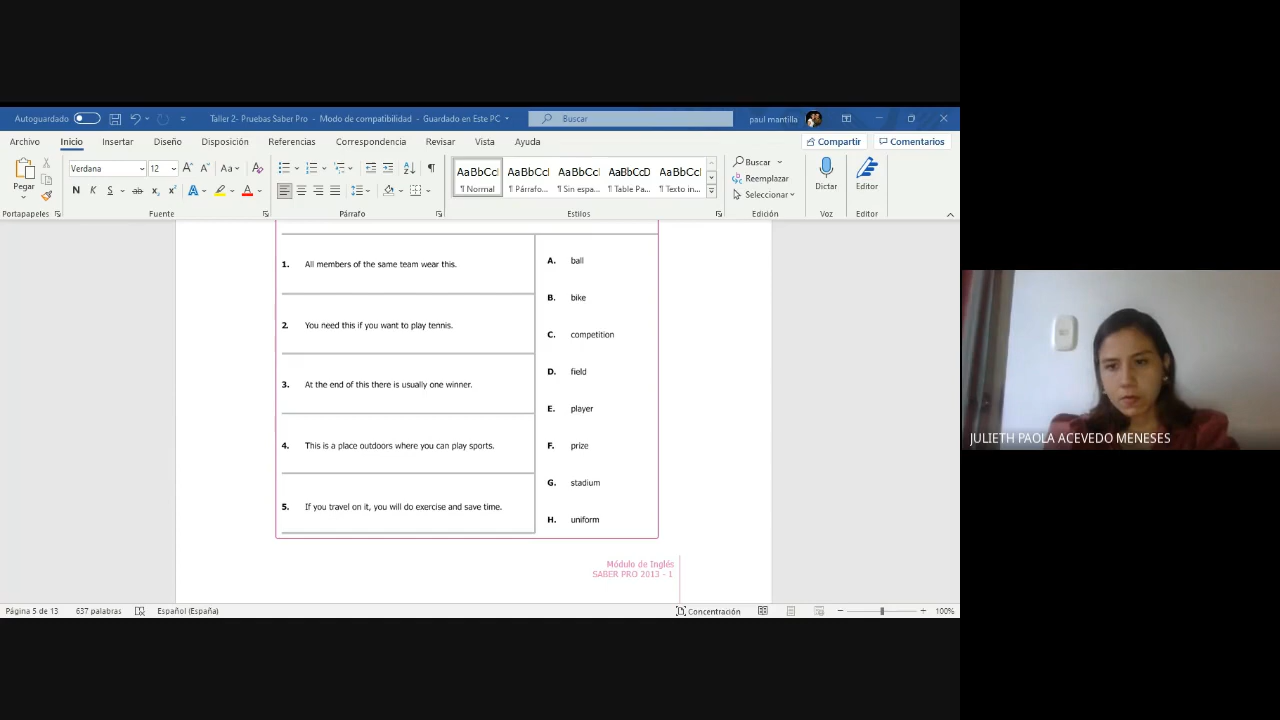 Autoguardado Taller 2- Pruebas Saber Pro - Modo de compatibilidad - Guardado en Este PC Buscar paul mantilla
Archivo Inicio Insertar Diseño Disposición Referencias Correspondencia Revisar Vista Ayuda Compartir Comentarios
Pegar
Verdana 12
N K S ab x₂ x² A A
Aa
AaBbCcI AaBbCcI AaBbCcI AaBbCcD AaBbCcI
¶ Normal ¶ Párrafo... ¶ Sin espa... ¶ Table Pa... ¶ Texto in...
Buscar
Reemplazar
Seleccionar
Dictar
Editor
Portapapeles Fuente Párrafo Estilos Edición Voz Editor
1. All members of the same team wear this.
2. You need this if you want to play tennis.
3. At the end of this there is usually one winner.
4. This is a place outdoors where you can play sports.
5. If you travel on it, you will do exercise and save time.
A. ball
B. bike
C. competition
D. field
E. player
F. prize
G. stadium
H. uniform
Módulo de Inglés
SABER PRO 2013 - 1
Página 5 de 13 637 palabras Español (España) Concentración 100%
JULIETH PAOLA ACEVEDO MENESES